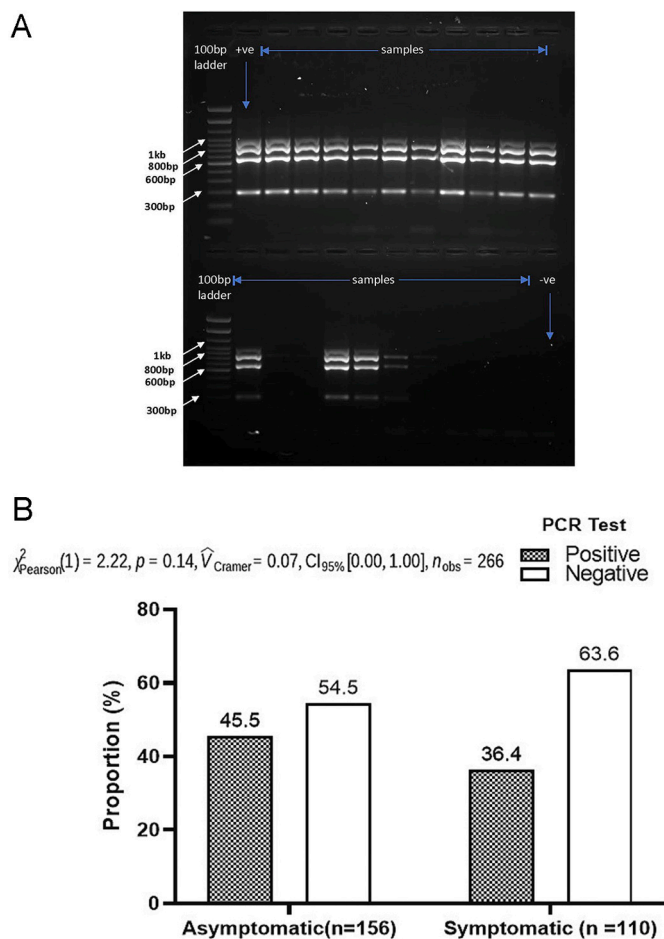 A
100bp
ladder
+ve
samples
1kb
800bp
600bp
300bp
100bp
ladder
samples
-ve
1kb
800bp
600bp
300bp
B
PCR Test
χ²Pearson(1) = 2.22, p = 0.14, V̂Cramer = 0.07, CI95% [0.00, 1.00], nobs = 266
Positive
Negative
Proportion (%)
80
60
40
20
0
45.5
54.5
36.4
63.6
Asymptomatic(n=156)
Symptomatic (n =110)